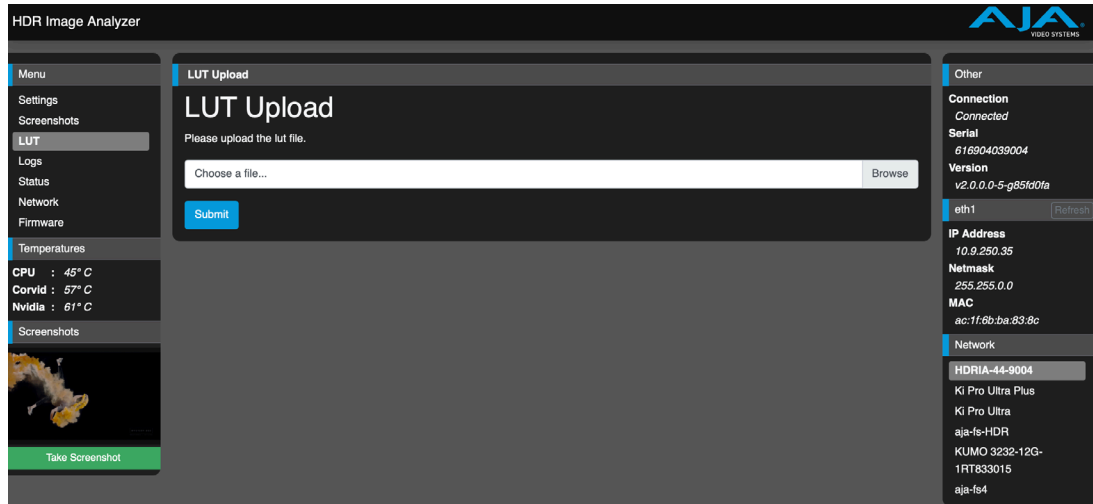 HDR Image Analyzer
AJA
VIDEO SYSTEMS
Menu
Settings
Screenshots
LUT
Logs
Status
Network
Firmware
Temperatures
CPU : 45° C
Corvid : 57° C
Nvidia : 61° C
Screenshots
Take Screenshot
LUT Upload
LUT Upload
Please upload the lut file.
Choose a file... Browse
Submit
Other
Connection
Connected
Serial
616904039004
Version
v2.0.0.0-5-g85fd0fa
eth1 Refresh
IP Address
10.9.250.35
Netmask
255.255.0.0
MAC
ac:1f:6b:ba:83:8c
Network
HDRIA-44-9004
Ki Pro Ultra Plus
Ki Pro Ultra
aja-fs-HDR
KUMO 3232-12G-
1RT833015
aja-fs4